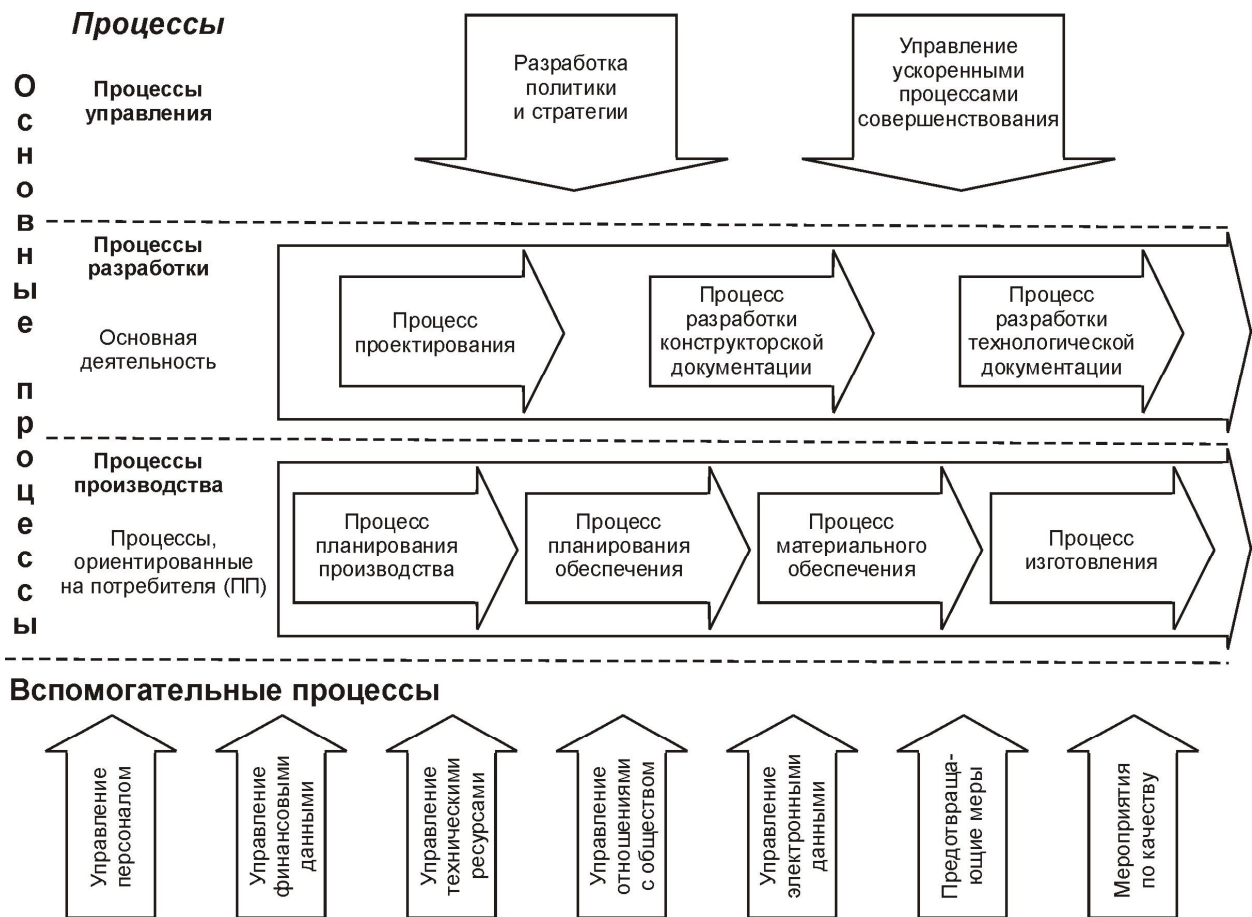 Процессы
Основные процессы
Процессы
управления
Разработка
политики
и стратегии
Управление
ускоренными
процессами
совершенствования
Процессы
разработки
Основная
деятельность
Процесс
проектирования
Процесс
разработки
конструкторской
документации
Процесс
разработки
технологической
документации
Процессы
производства
Процессы,
ориентированные
на потребителя (ПП)
Процесс
планирования
производства
Процесс
планирования
обеспечения
Процесс
материального
обеспечения
Процесс
изготовления
Вспомогательные процессы
Управление
персоналом
Управление
финансовыми
данными
Управление
техническими
ресурсами
Управление
отношениями
с обществом
Управление
электронными
данными
Предотвраща-
ющие меры
Мероприятия
по качеству